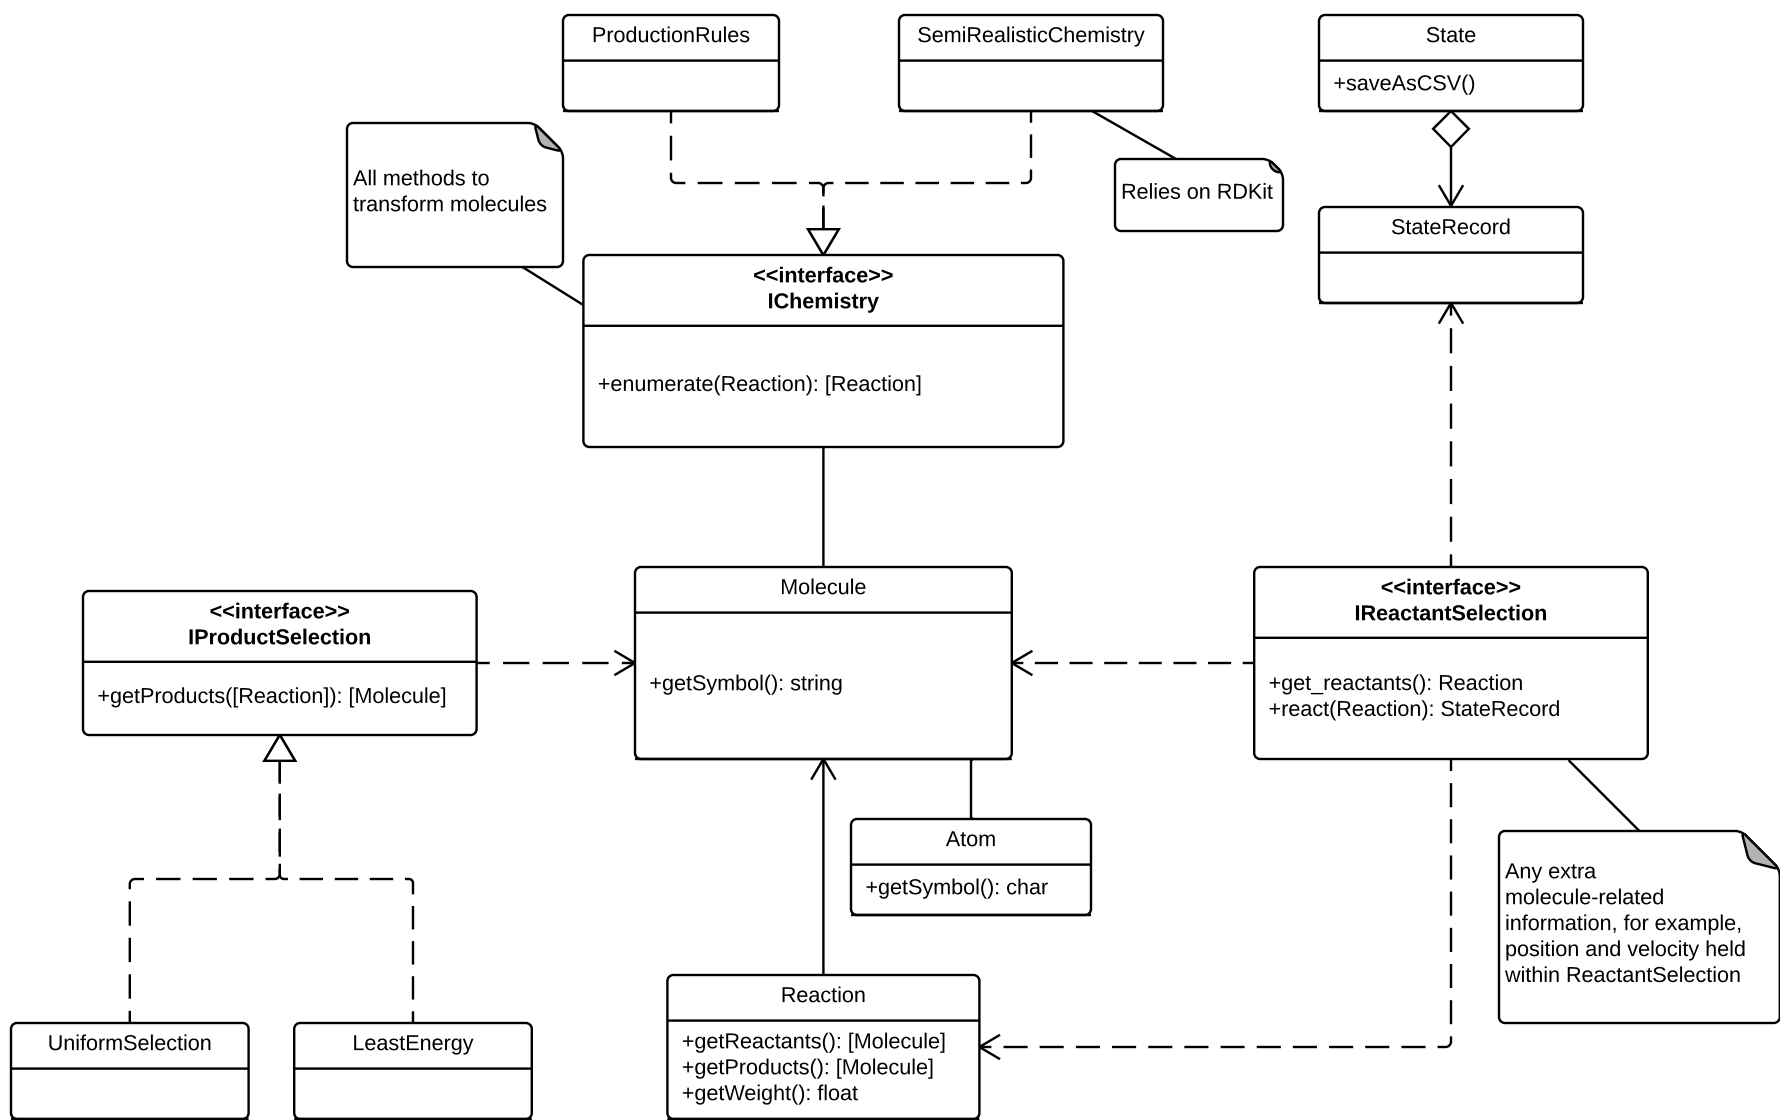 ProductionRules
SemiRealisticChemistry
State
+saveAsCSV()
All methods to
transform molecules
Relies on RDKit
StateRecord
<<interface>>
IChemistry
+enumerate(Reaction): [Reaction]
<<interface>>
IProductSelection
+getProducts([Reaction]): [Molecule]
Molecule
+getSymbol(): string
<<interface>>
IReactantSelection
+get_reactants(): Reaction
+react(Reaction): StateRecord
Atom
+getSymbol(): char
Any extra
molecule-related
information, for example,
position and velocity held
within ReactantSelection
UniformSelection
LeastEnergy
Reaction
+getReactants(): [Molecule]
+getProducts(): [Molecule]
+getWeight(): float